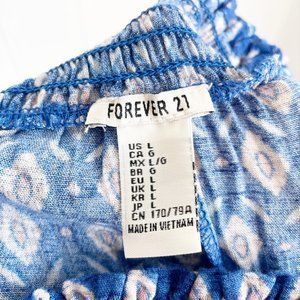 FOREVER 21
US L
CA G
MX L/G
BR G
EU L
UK L
KR L
JP L
CN 170/79A
MADE IN VIETNAM